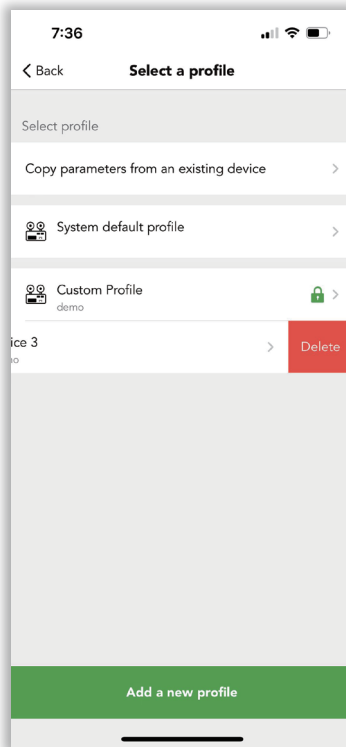 7:36
Back
Select a profile
Select profile
Copy parameters from an existing device
System default profile
Custom Profile
demo
ice 3
Delete
Add a new profile